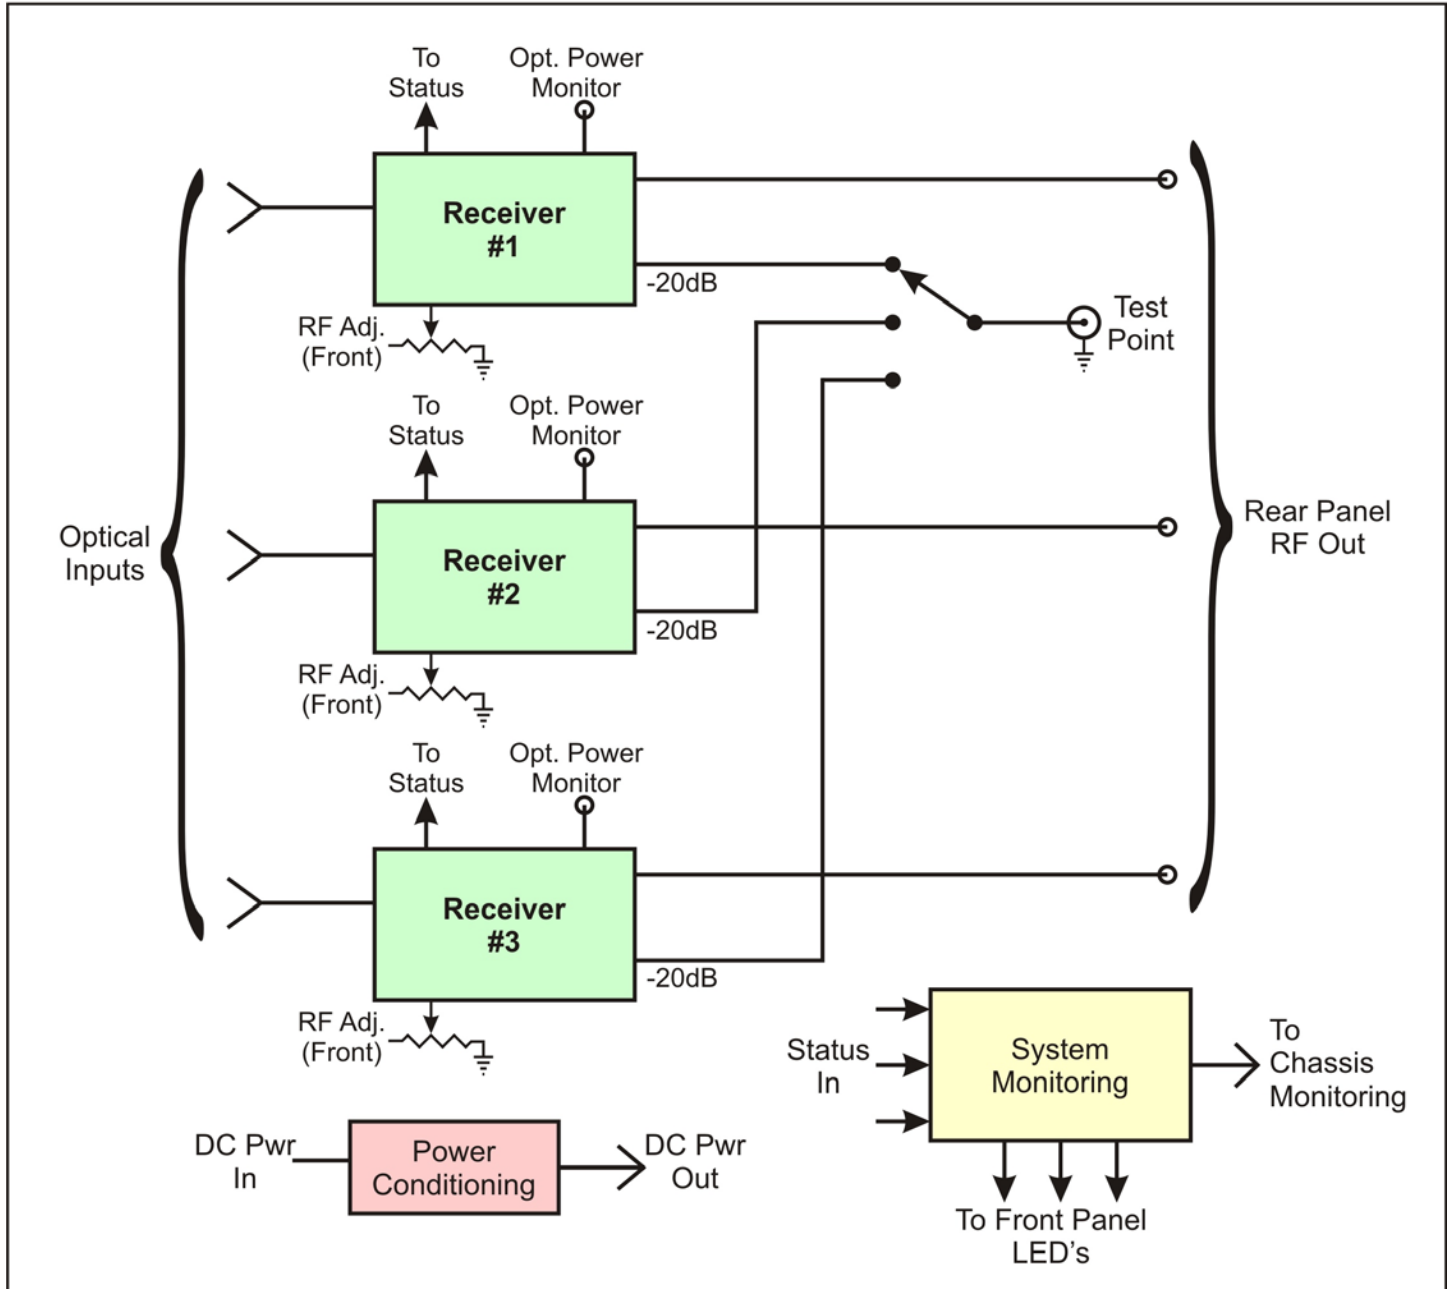 To
Status
Opt. Power
Monitor
Receiver
#1
-20dB
RF Adj.
(Front)
Test
Point
To
Status
Opt. Power
Monitor
Optical
Inputs
Receiver
#2
-20dB
RF Adj.
(Front)
Rear Panel
RF Out
To
Status
Opt. Power
Monitor
Receiver
#3
-20dB
RF Adj.
(Front)
Status
In
System
Monitoring
To
Chassis
Monitoring
DC Pwr
In
Power
Conditioning
DC Pwr
Out
To Front Panel
LED’s